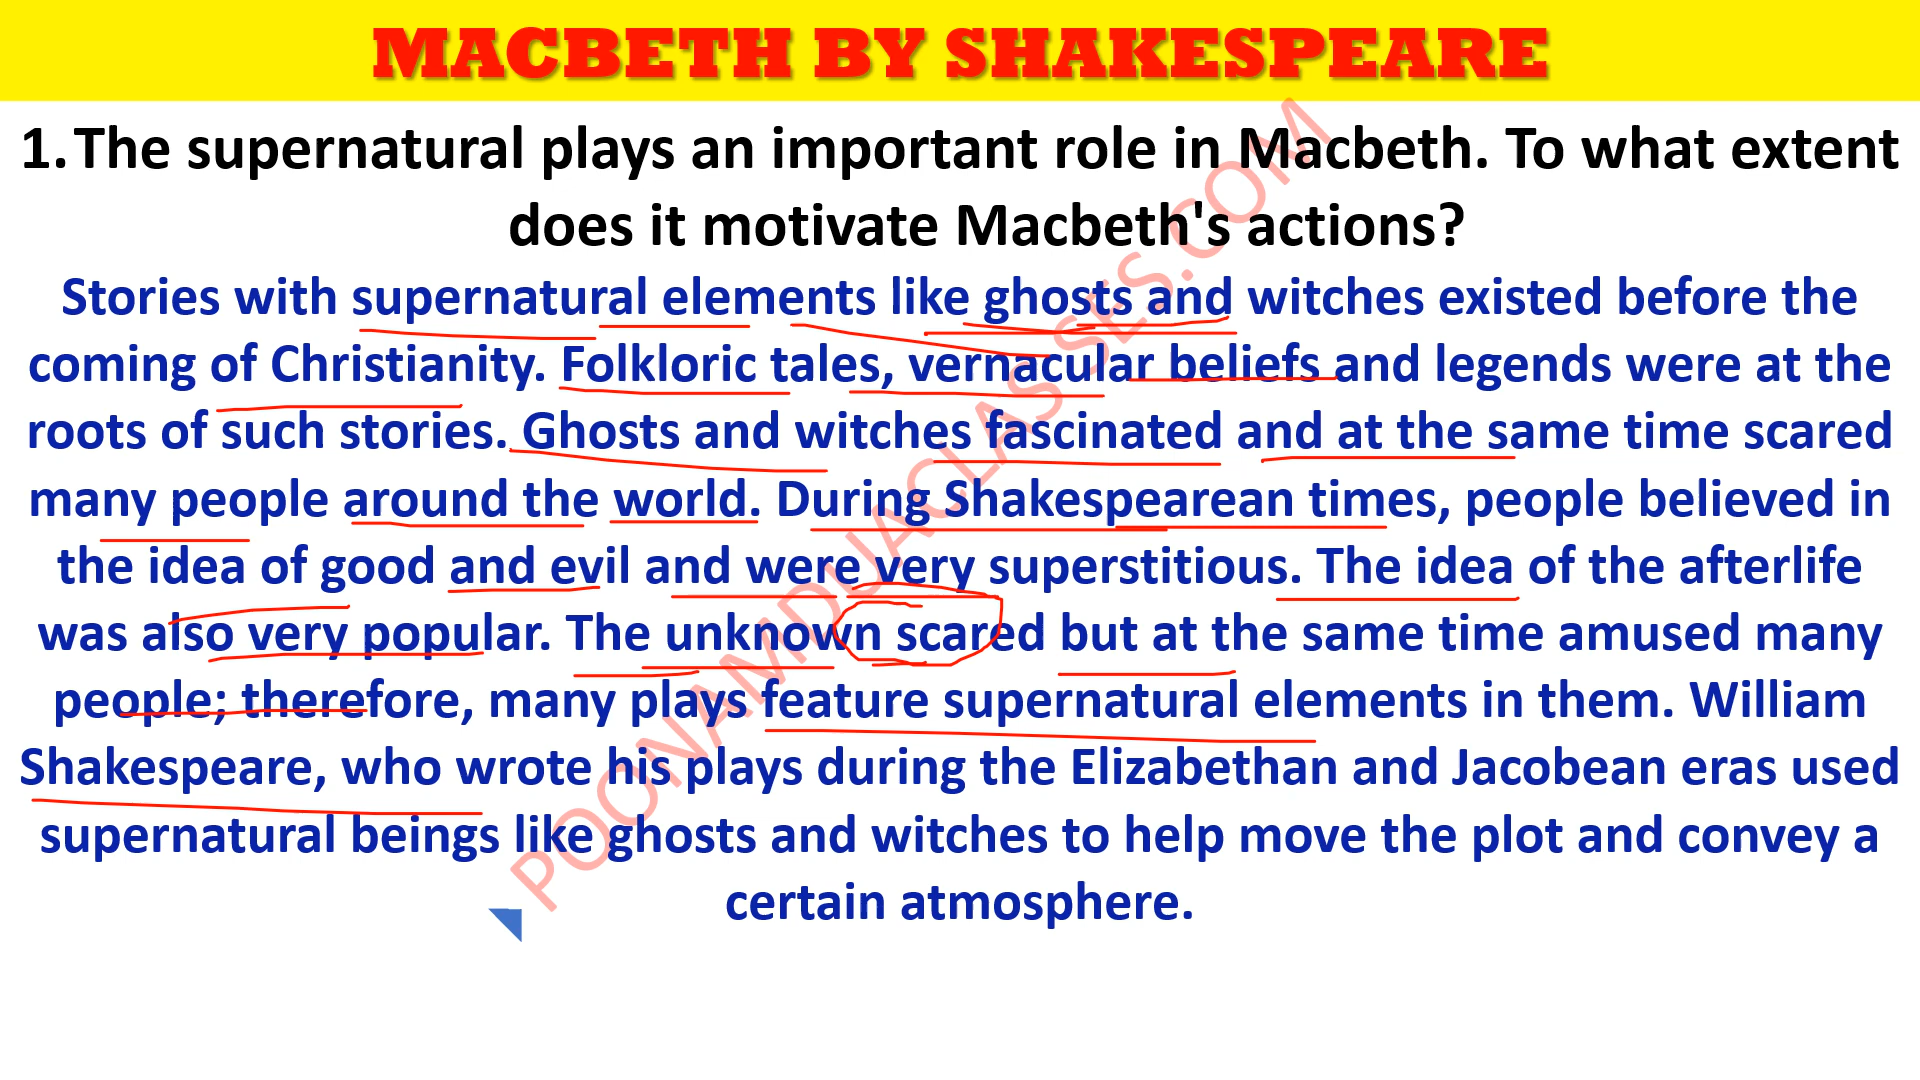 MACBETH BY SHAKESPEARE
1. The supernatural plays an important role in Macbeth. To what extent
does it motivate Macbeth's actions?
Stories with supernatural elements like ghosts and witches existed before the
coming of Christianity. Folkloric tales, vernacular beliefs and legends were at the
roots of such stories. Ghosts and witches fascinated and at the same time scared
many people around the world. During Shakespearean times, people believed in
the idea of good and evil and were very superstitious. The idea of the afterlife
was also very popular. The unknown scared but at the same time amused many
people; therefore, many plays feature supernatural elements in them. William
Shakespeare, who wrote his plays during the Elizabethan and Jacobean eras used
supernatural beings like ghosts and witches to help move the plot and convey a
certain atmosphere.
POONAMDUACLASSES.COM